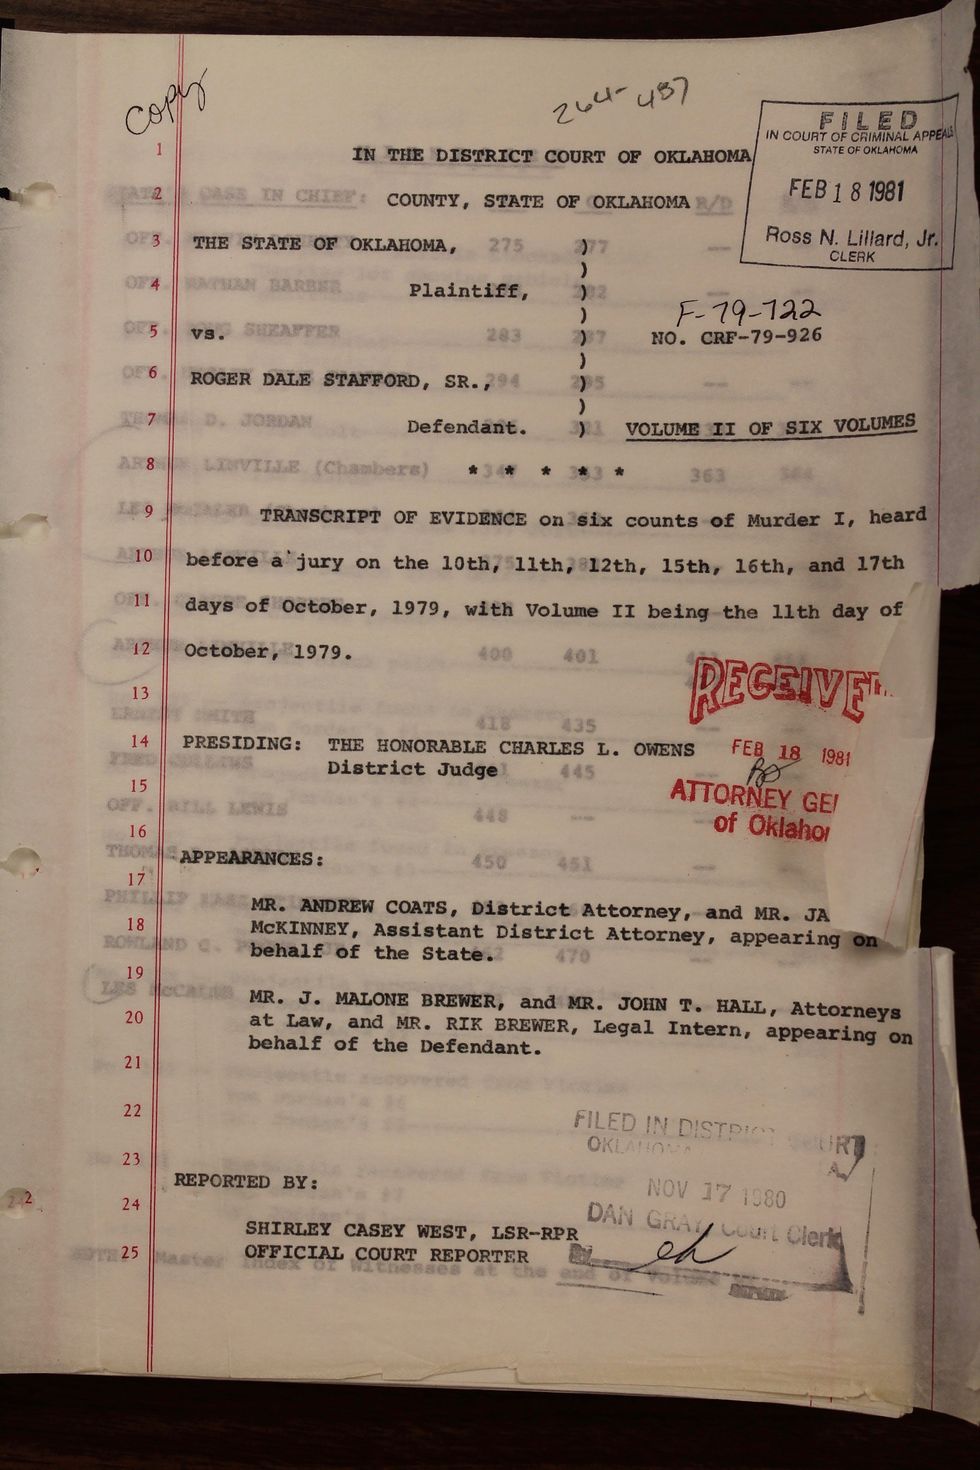 Copy
264-487
FILED
IN COURT OF CRIMINAL APPEALS
STATE OF OKLAHOMA
FEB 18 1981
Ross N. Lillard, Jr.
CLERK
1 IN THE DISTRICT COURT OF OKLAHOMA
2 COUNTY, STATE OF OKLAHOMA
3 THE STATE OF OKLAHOMA, )
)
4 Plaintiff, )
) F-79-722
5 vs. ) NO. CRF-79-926
)
6 ROGER DALE STAFFORD, SR., )
)
7 Defendant. ) VOLUME II OF SIX VOLUMES
8 * * * * *
9 TRANSCRIPT OF EVIDENCE on six counts of Murder I, heard
10 before a jury on the 10th, 11th, 12th, 15th, 16th, and 17th
11 days of October, 1979, with Volume II being the 11th day of
12 October, 1979.
RECEIVE
13
14 PRESIDING: THE HONORABLE CHARLES L. OWENS FEB 18 1981
District Judge
15 ATTORNEY GE
16 of Oklaho
APPEARANCES:
17
MR. ANDREW COATS, District Attorney, and MR. JA
18 McKINNEY, Assistant District Attorney, appearing on
behalf of the State.
19
MR. J. MALONE BREWER, and MR. JOHN T. HALL, Attorneys
20 at Law, and MR. RIK BREWER, Legal Intern, appearing on
behalf of the Defendant.
21
22 FILED IN DISTRICT COURT
OKLAHOMA
23
REPORTED BY:
NOV 17 1980
24 DAN GRAY, Court Clerk
SHIRLEY CASEY WEST, LSR-RPR
25 OFFICIAL COURT REPORTER By eh
DEPUTY